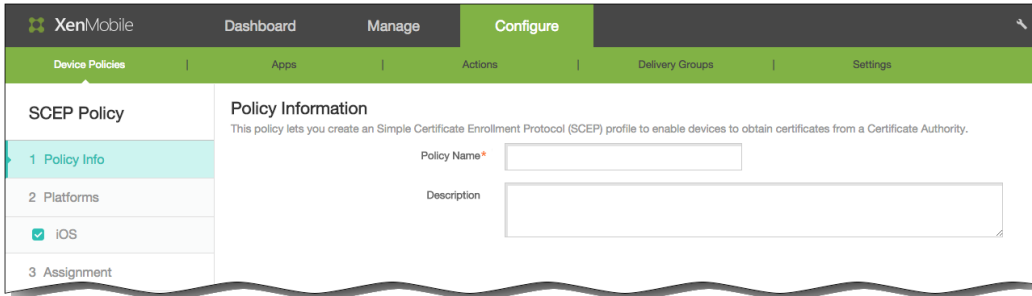 XenMobile Dashboard Manage Configure
Device Policies | Apps | Actions | Delivery Groups | Settings
SCEP Policy
1 Policy Info
2 Platforms
iOS
3 Assignment
Policy Information
This policy lets you create an Simple Certificate Enrollment Protocol (SCEP) profile to enable devices to obtain certificates from a Certificate Authority.
Policy Name*
Description